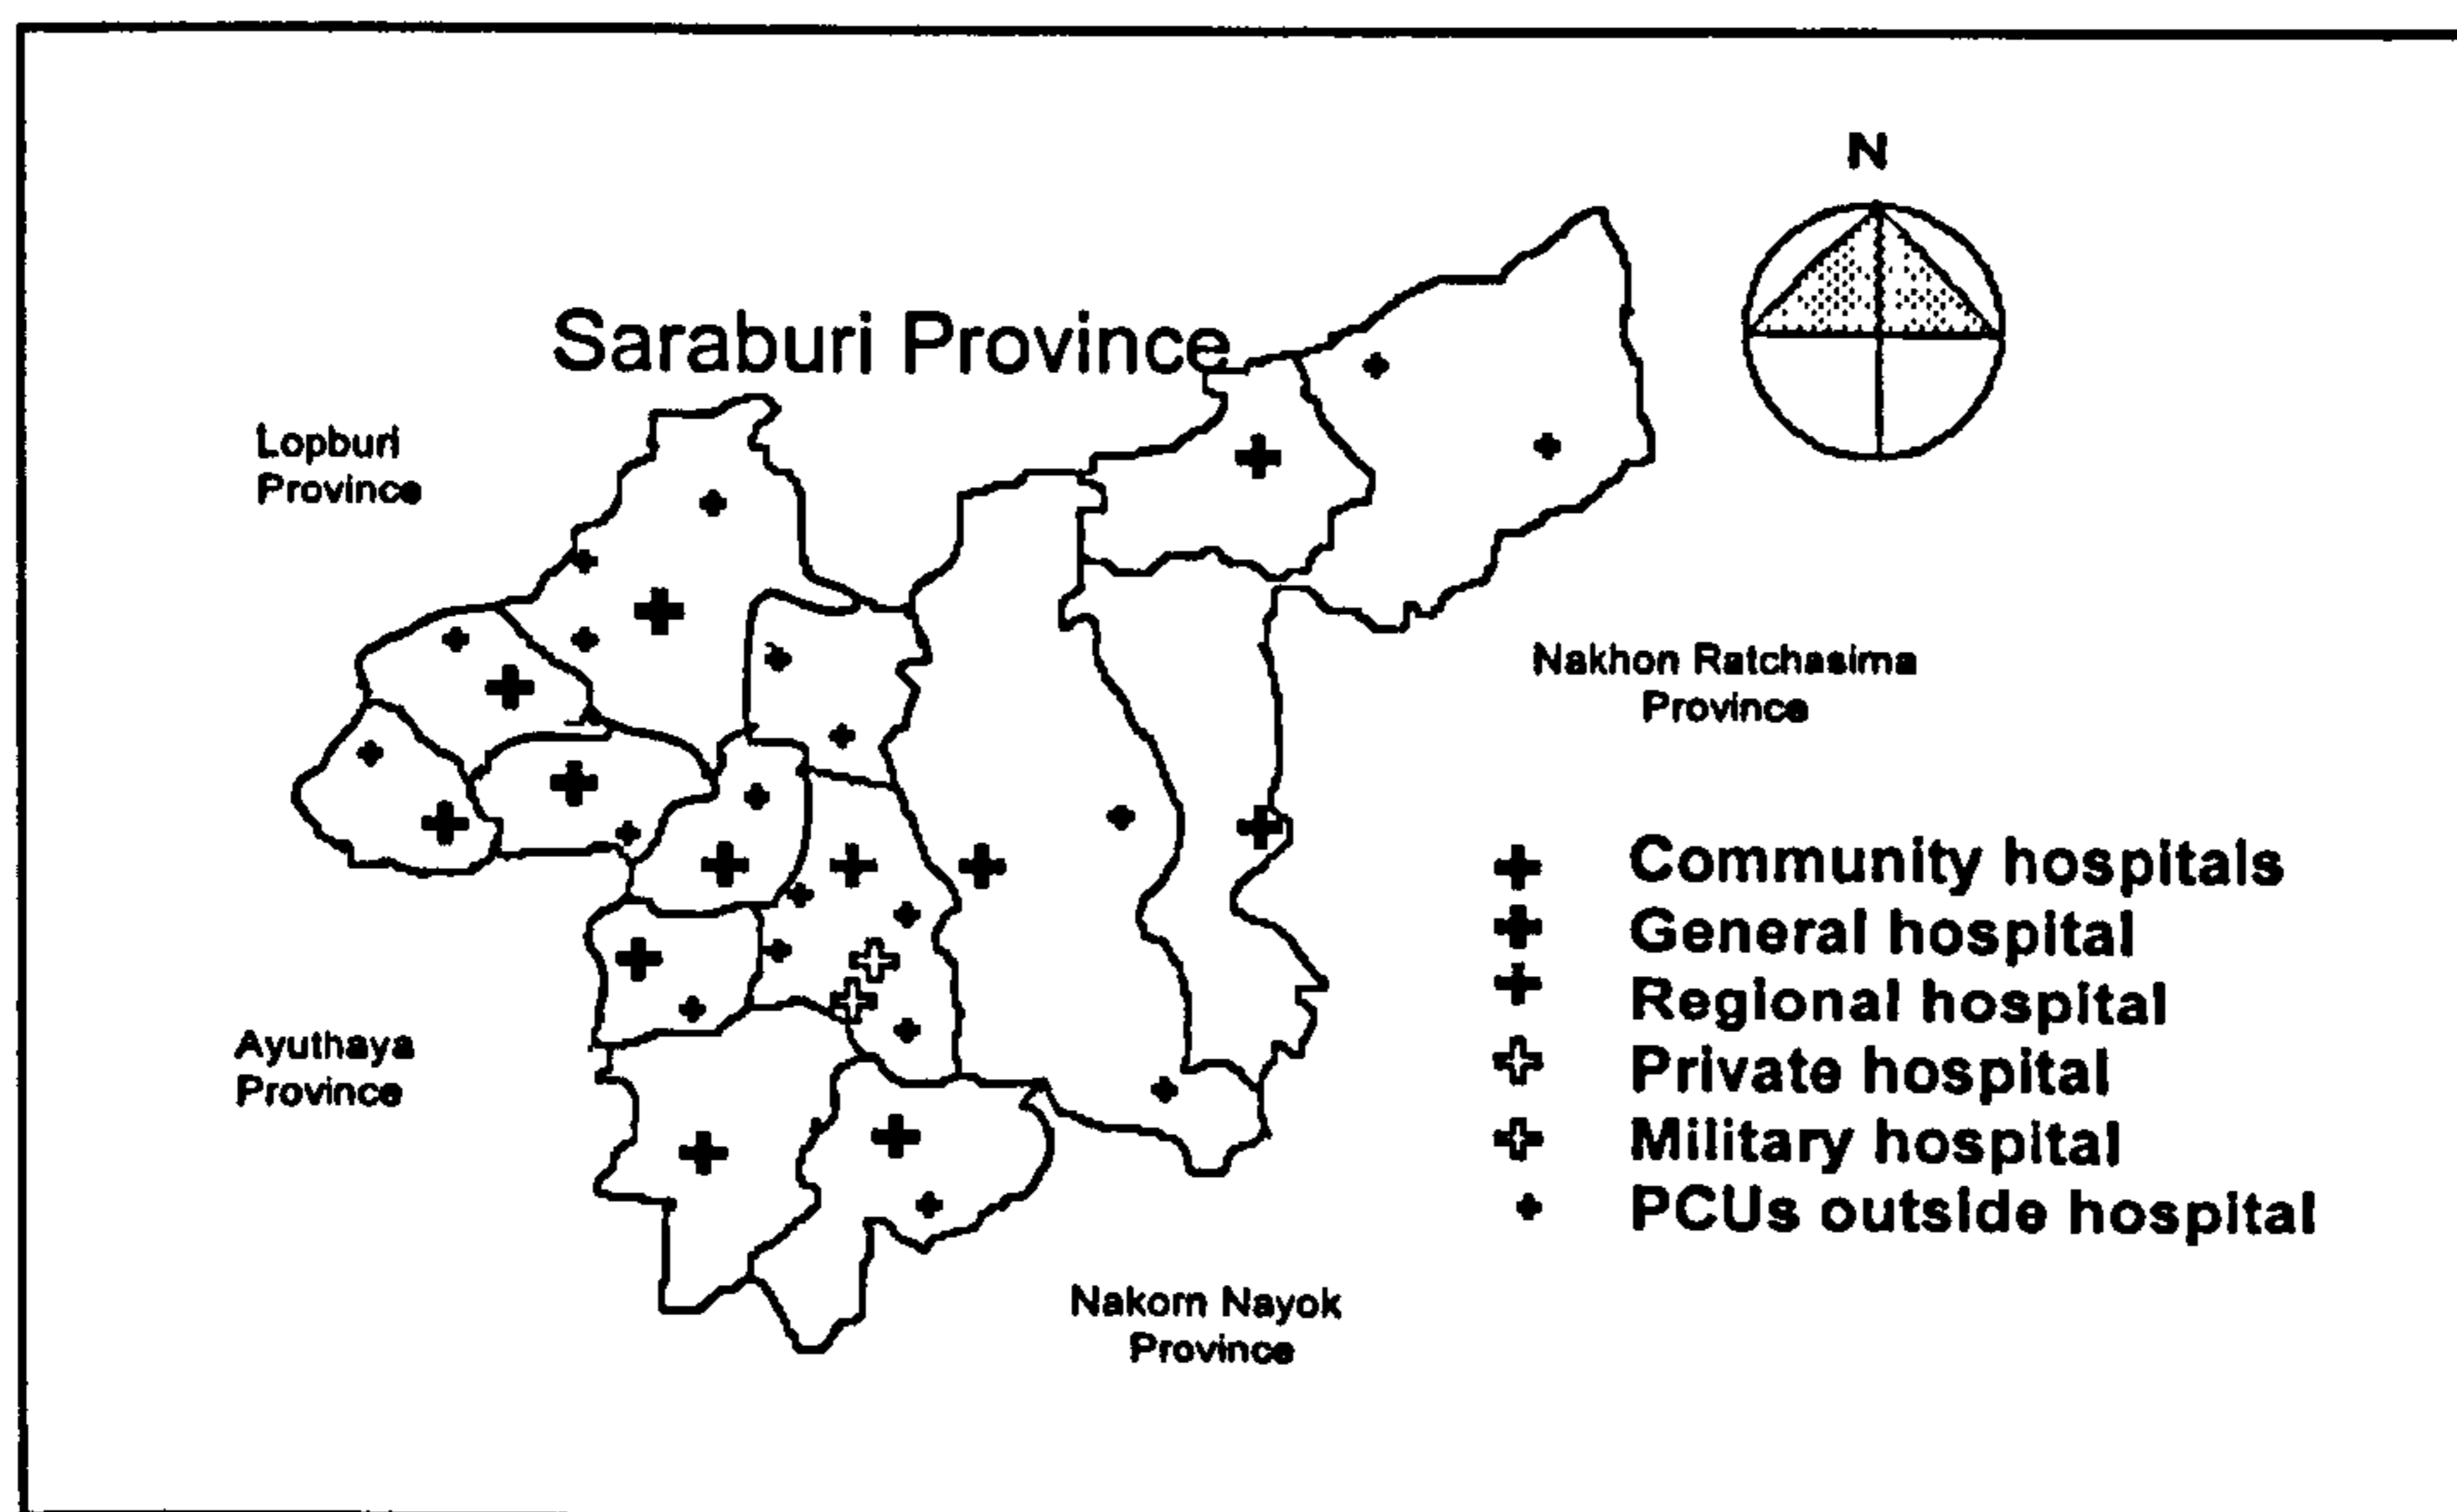 N
Saraburi Province
Lopburi
Province
Nakhon Ratchasima
Province
Community hospitals
General hospital
Regional hospital
Private hospital
Military hospital
PCUs outside hospital
Ayuthaya
Province
Nakorn Nayok
Province